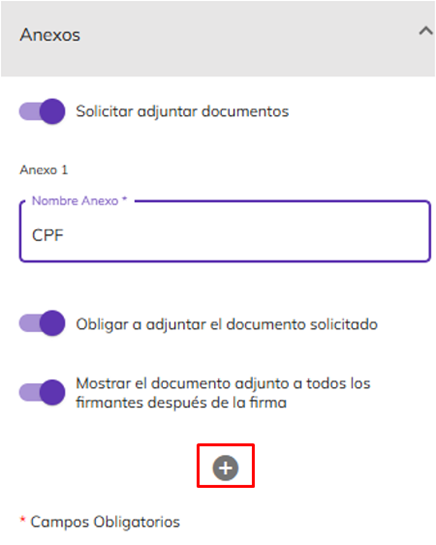 Anexos
Solicitar adjuntar documentos
Anexo 1
Nombre Anexo *
CPF
Obligar a adjuntar el documento solicitado
Mostrar el documento adjunto a todos los
firmantes después de la firma
* Campos Obligatorios